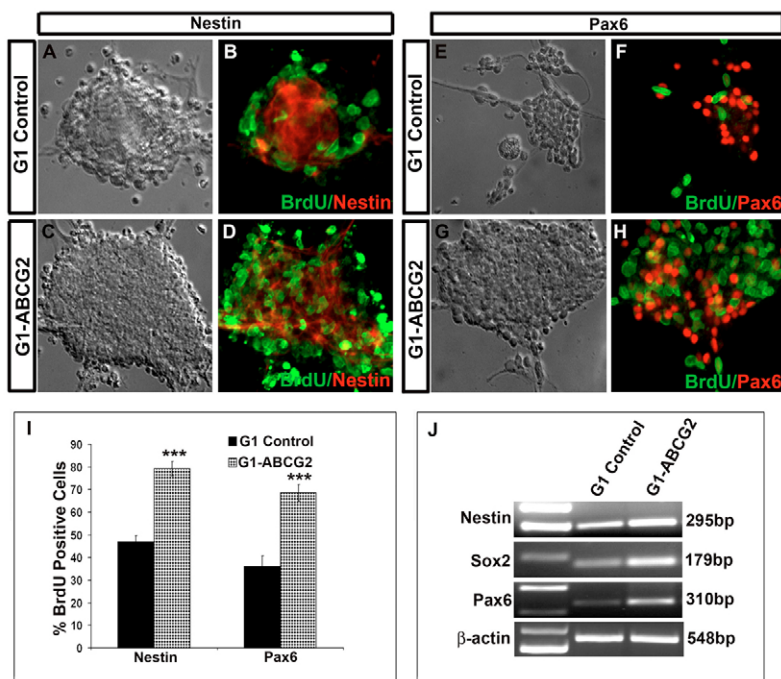 Nestin
Pax6
G1 Control
A
B
BrdU/Nestin
E
F
BrdU/Pax6
G1-ABCG2
C
D
BrdU/Nestin
G
H
BrdU/Pax6
I
G1 Control
G1-ABCG2
% BrdU Positive Cells
90
80
70
60
50
40
30
20
10
0
***
***
Nestin
Pax6
J
G1 Control
G1-ABCG2
Nestin
295bp
Sox2
179bp
Pax6
310bp
β-actin
548bp